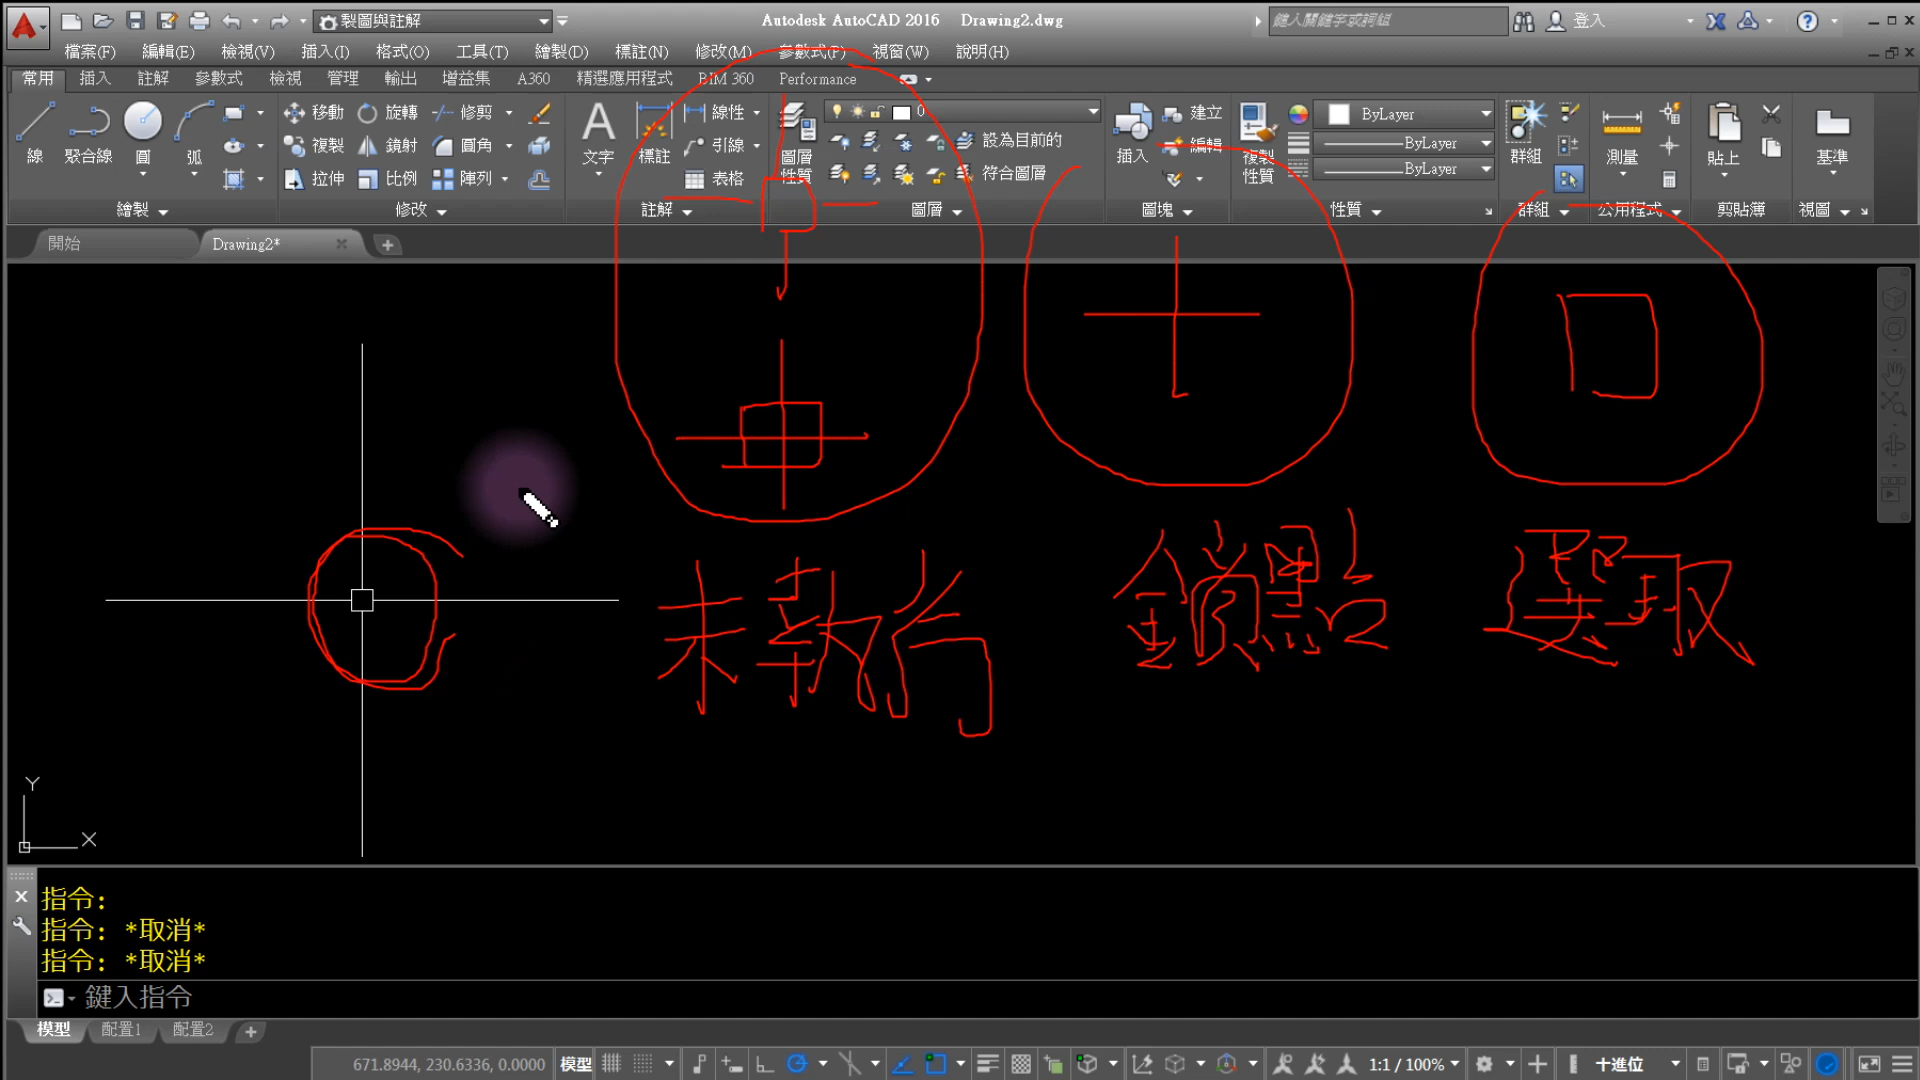 製圖與註解
Autodesk AutoCAD 2016 Drawing2.dwg
鍵入關鍵字或詞組
登入
檔案(F) 編輯(E) 檢視(V) 插入(I) 格式(O) 工具(T) 繪製(D) 標註(N) 修改(M) 參數式(P) 視窗(W) 說明(H)
常用 插入 註解 參數式 檢視 管理 輸出 增益集 A360 精選應用程式 BIM 360 Performance
線 聚合線 圓 弧
移動 旋轉 修剪
複製 鏡射 圓角
拉伸 比例 陣列
文字 標註
線性
引線
表格
圖層
性質
0
設為目前的
符合圖層
插入
建立
編輯
複製
性質
ByLayer
ByLayer
ByLayer
群組
測量
貼上
基準
繪製 修改 註解 圖層 圖塊 性質 群組 公用程式 剪貼簿 視圖
開始 Drawing2*
未執行 鎖點 選取
Y
X
指令:
指令: *取消*
指令: *取消*
鍵入指令
模型 配置1 配置2
671.8944, 230.6336, 0.0000 模型 1:1 / 100% 十進位